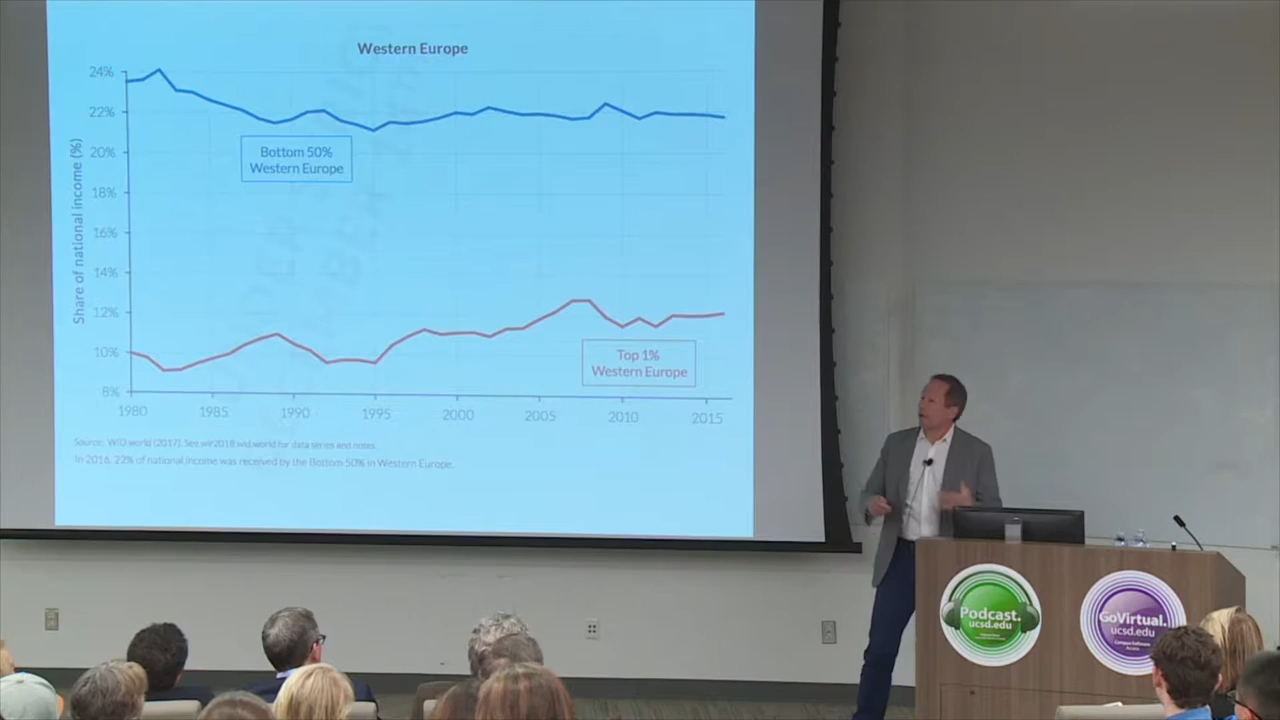 Western Europe
24%
22%
20%
18%
16%
14%
12%
10%
8%
Share of national income (%)
Bottom 50%
Western Europe
Top 1%
Western Europe
1980 1985 1990 1995 2000 2005 2010 2015
Source: WID.world (2017). See wir2018.wid.world for data series and notes.
In 2016, 22% of national income was received by the Bottom 50% in Western Europe.
Podcast.
ucsd.edu
GoVirtual.
ucsd.edu
Campus Software
Access